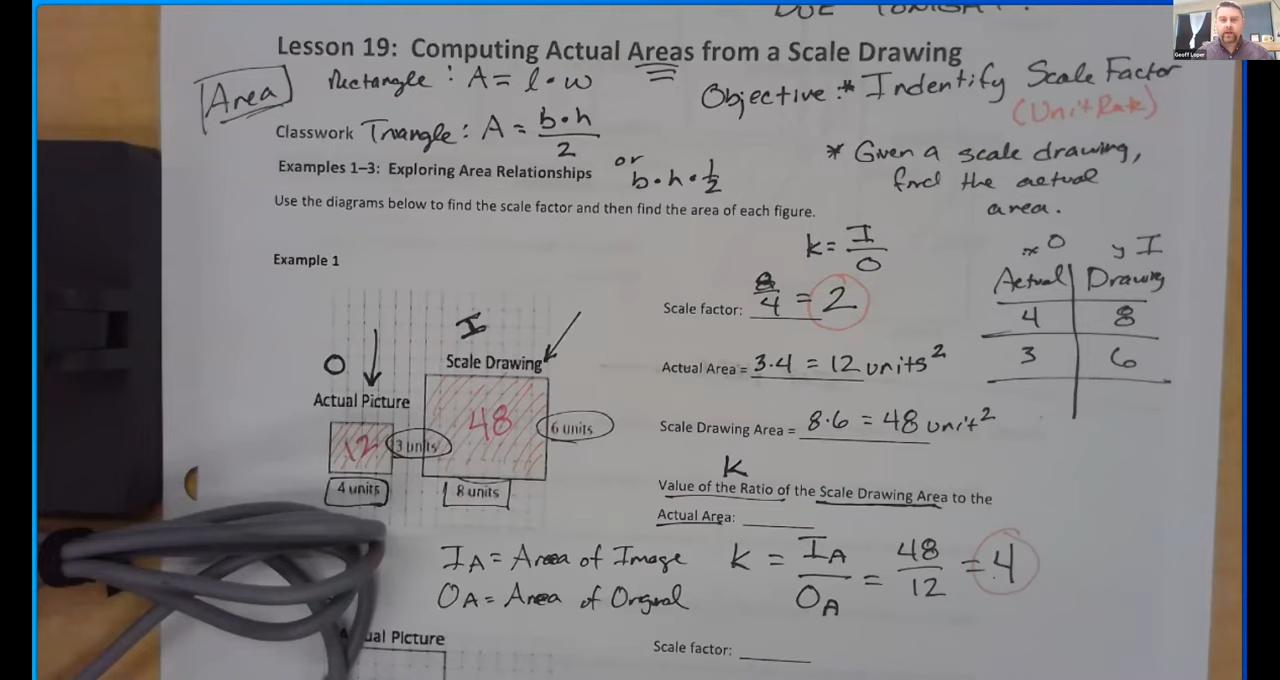 DUE TONIGHT!
Geoff Loper
Lesson 19: Computing Actual Areas from a Scale Drawing
Area
Rectangle : A = l • w
Objective : * Indentify Scale Factor
(Unit Rate)
Classwork
Triangle : A = b•h/2
or b•h•1/2
* Given a scale drawing,
find the actual
area.
Examples 1–3: Exploring Area Relationships
Use the diagrams below to find the scale factor and then find the area of each figure.
k = I/O
x O y I
Actual Drawing
4 8
3 6
Example 1
Scale factor: 8/4 = 2
I
Scale Drawing
O
Actual Picture
48
12
3 units
6 units
4 units
8 units
Actual Area = 3·4 = 12 units²
Scale Drawing Area = 8·6 = 48 unit²
K
Value of the Ratio of the Scale Drawing Area to the
Actual Area:
I A = Area of Image
O A = Area of Orginal
k = I A / O A = 48/12 = 4
ual Picture
Scale factor: